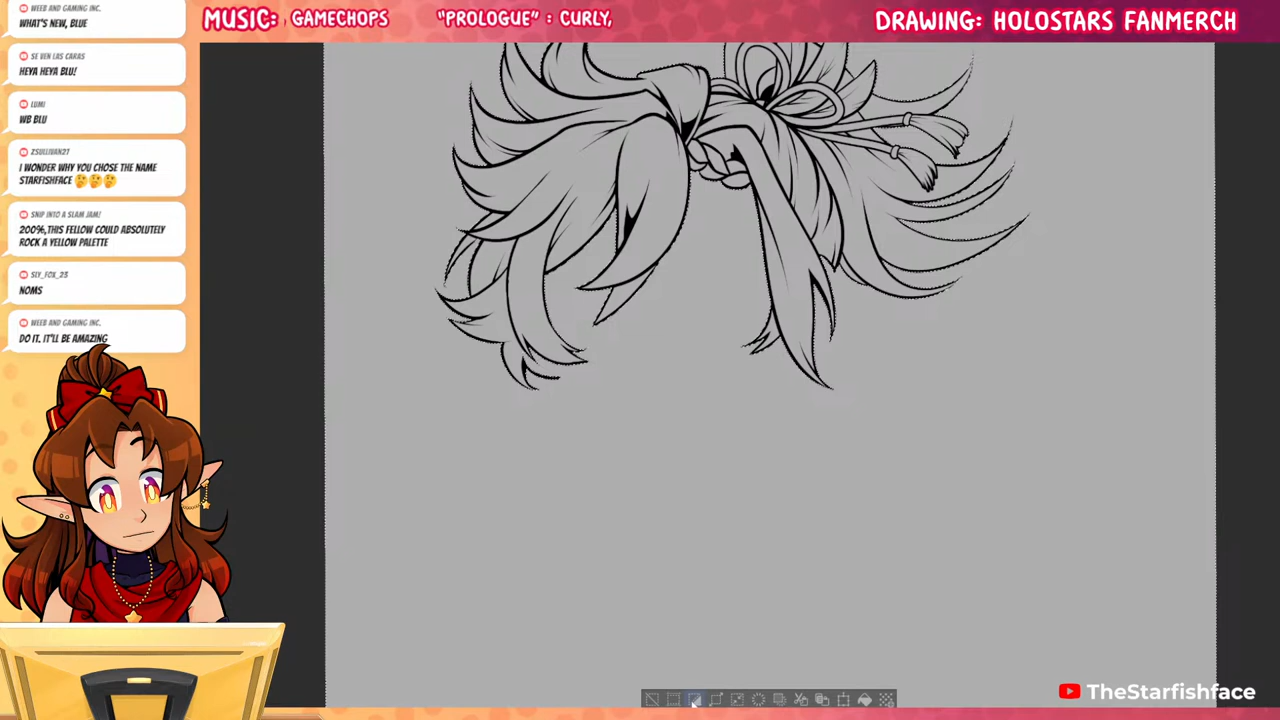 WEEB AND GAMING INC.
WHAT'S NEW, BLUE
SE VEN LAS CARAS
HEYA HEYA BLU!
LUMI
WB BLU
ZSULLIVAN27
I WONDER WHY YOU CHOSE THE NAME
STARFISHFACE 🤔🤔🤔
SNIP INTO A SLAM JAM!
200%,THIS FELLOW COULD ABSOLUTELY
ROCK A YELLOW PALETTE
SLY_FOX_23
NOMS
WEEB AND GAMING INC.
DO IT. IT'LL BE AMAZING
MUSIC: GAMECHOPS "PROLOGUE" : CURLY,
DRAWING: HOLOSTARS FANMERCH
TheStarfishface